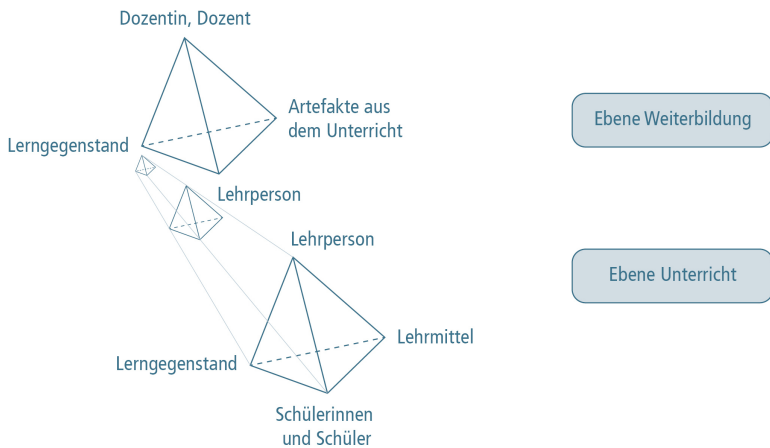 Dozentin, Dozent
Artefakte aus
dem Unterricht
Ebene Weiterbildung
Lerngegenstand
Lehrperson
Lehrperson
Ebene Unterricht
Lehrmittel
Lerngegenstand
Schülerinnen
und Schüler